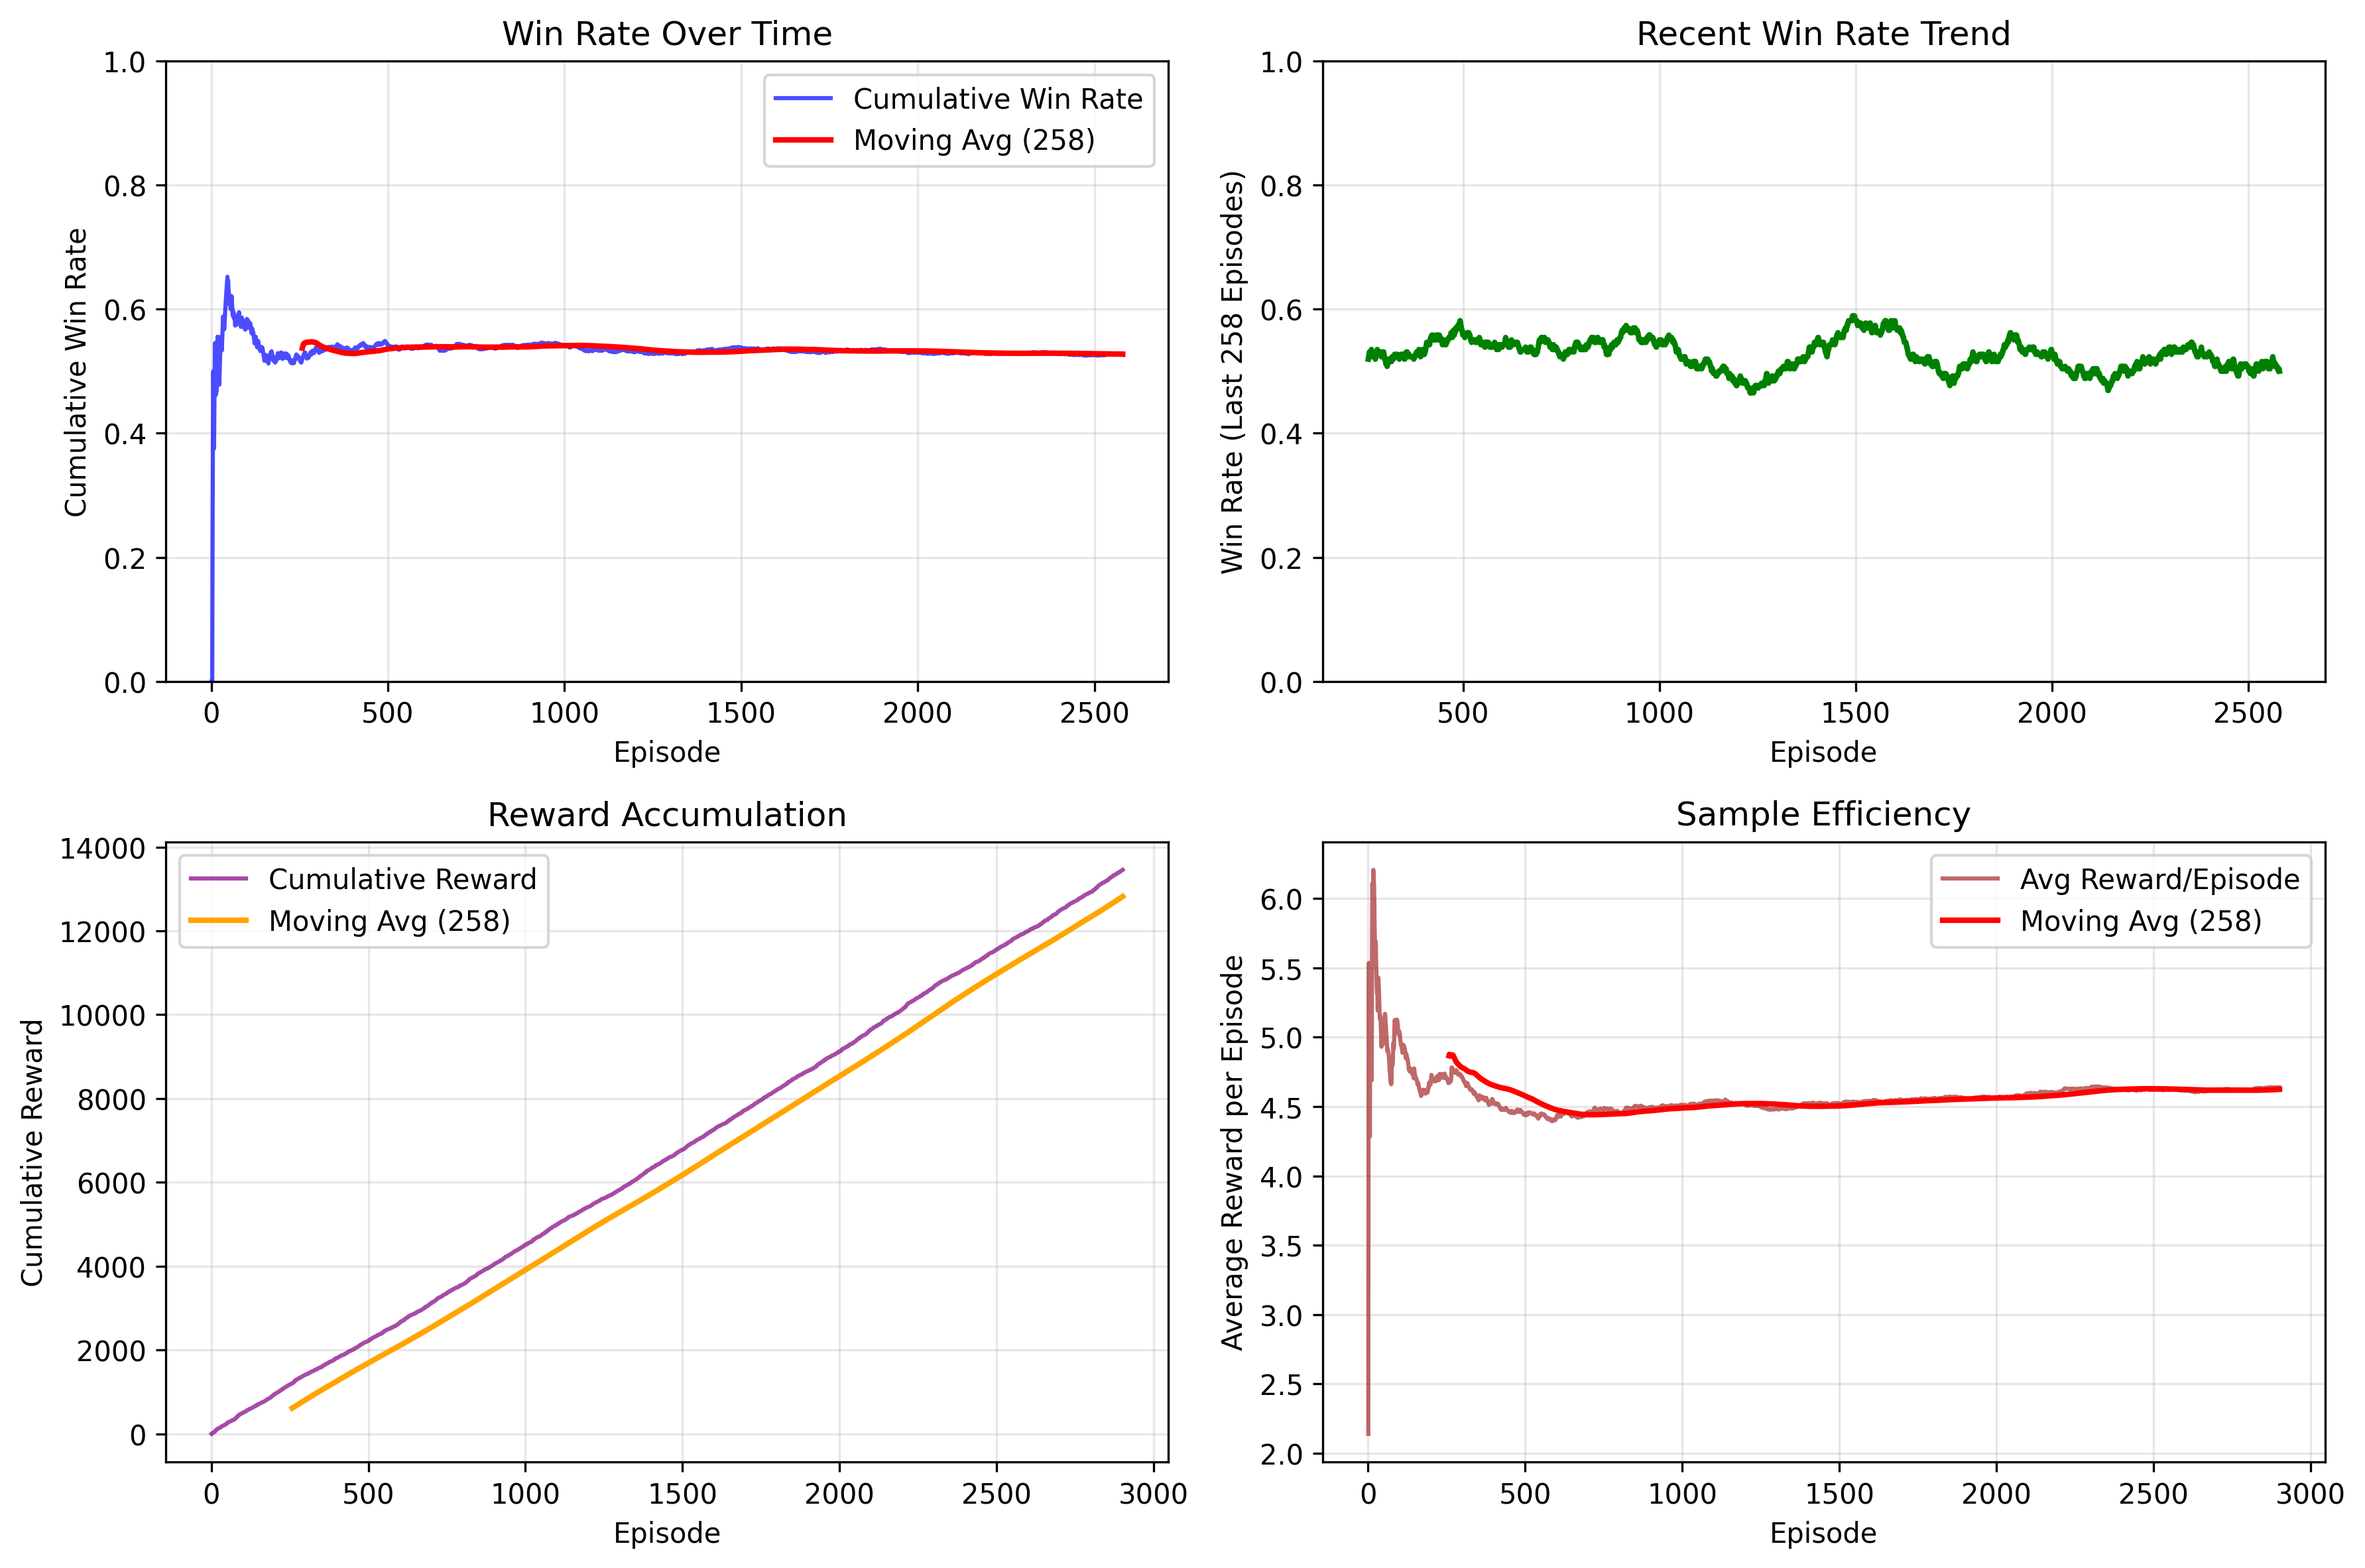 Win Rate Over Time
Cumulative Win Rate
1.0
0.8
0.6
0.4
0.2
0.0
Cumulative Win Rate
Moving Avg (258)
0 500 1000 1500 2000 2500
Episode
Recent Win Rate Trend
Win Rate (Last 258 Episodes)
1.0
0.8
0.6
0.4
0.2
0.0
500 1000 1500 2000 2500
Episode
Reward Accumulation
Cumulative Reward
14000
12000
10000
8000
6000
4000
2000
0
Cumulative Reward
Moving Avg (258)
0 500 1000 1500 2000 2500 3000
Episode
Sample Efficiency
Average Reward per Episode
6.0
5.5
5.0
4.5
4.0
3.5
3.0
2.5
2.0
Avg Reward/Episode
Moving Avg (258)
0 500 1000 1500 2000 2500 3000
Episode